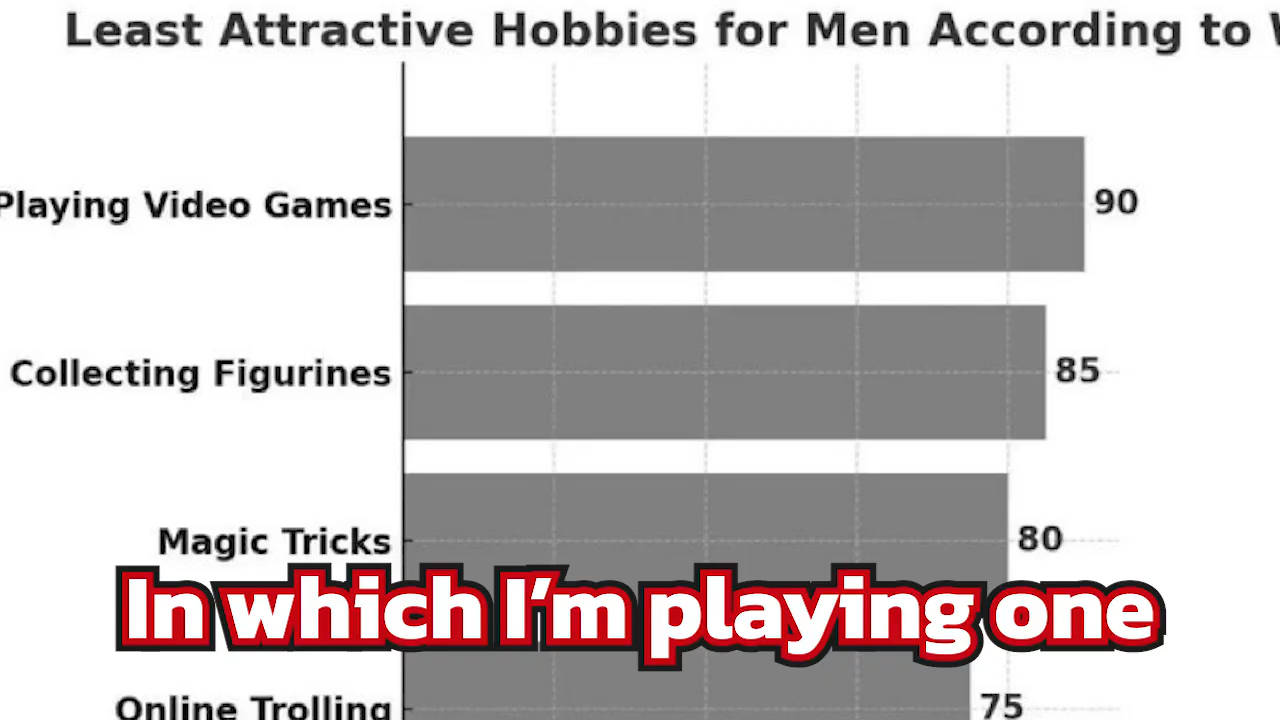 Least Attractive Hobbies for Men According to
Playing Video Games 90
Collecting Figurines 85
Magic Tricks 80
In which I'm playing one
Online Trolling 75